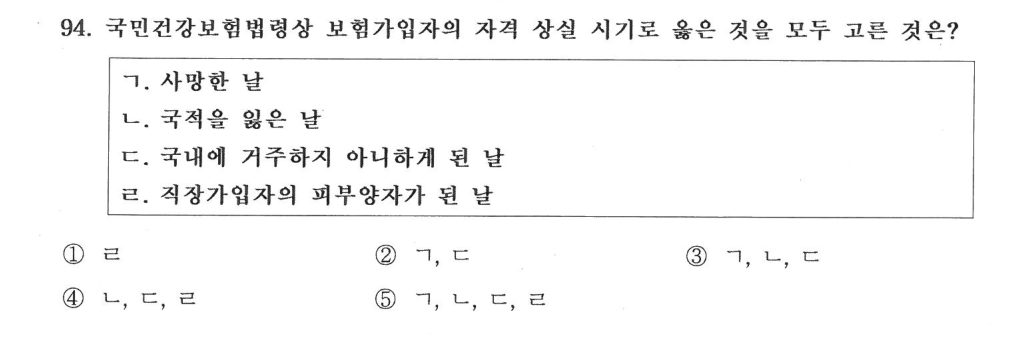 94. 국민건강보험법령상 보험가입자의 자격 상실 시기로 옳은 것을 모두 고른 것은?
ㄱ. 사망한 날
ㄴ. 국적을 잃은 날
ㄷ. 국내에 거주하지 아니하게 된 날
ㄹ. 직장가입자의 피부양자가 된 날
① ㄹ ② ㄱ, ㄷ ③ ㄱ, ㄴ, ㄷ
④ ㄴ, ㄷ, ㄹ ⑤ ㄱ, ㄴ, ㄷ, ㄹ